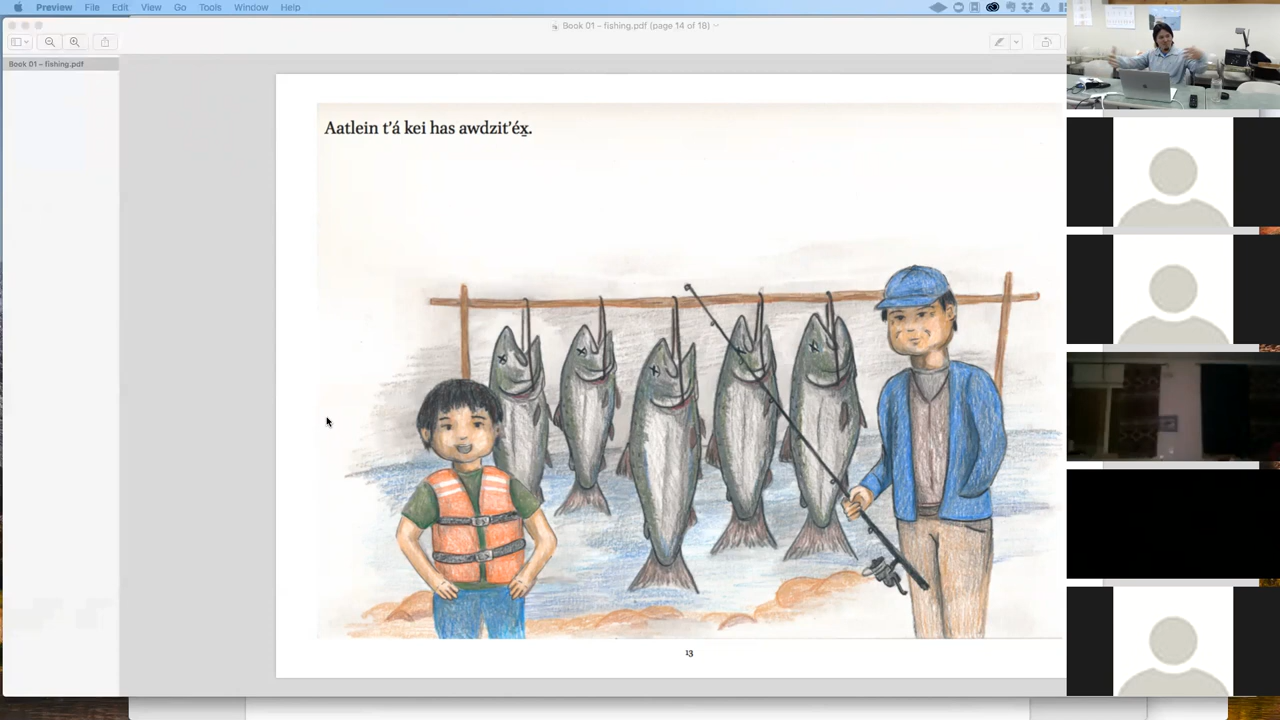 Preview File Edit View Go Tools Window Help
Book 01 – fishing.pdf (page 14 of 18)
Book 01 – fishing.pdf
Aatlein t'á kei has awdzit'éx̱.
13